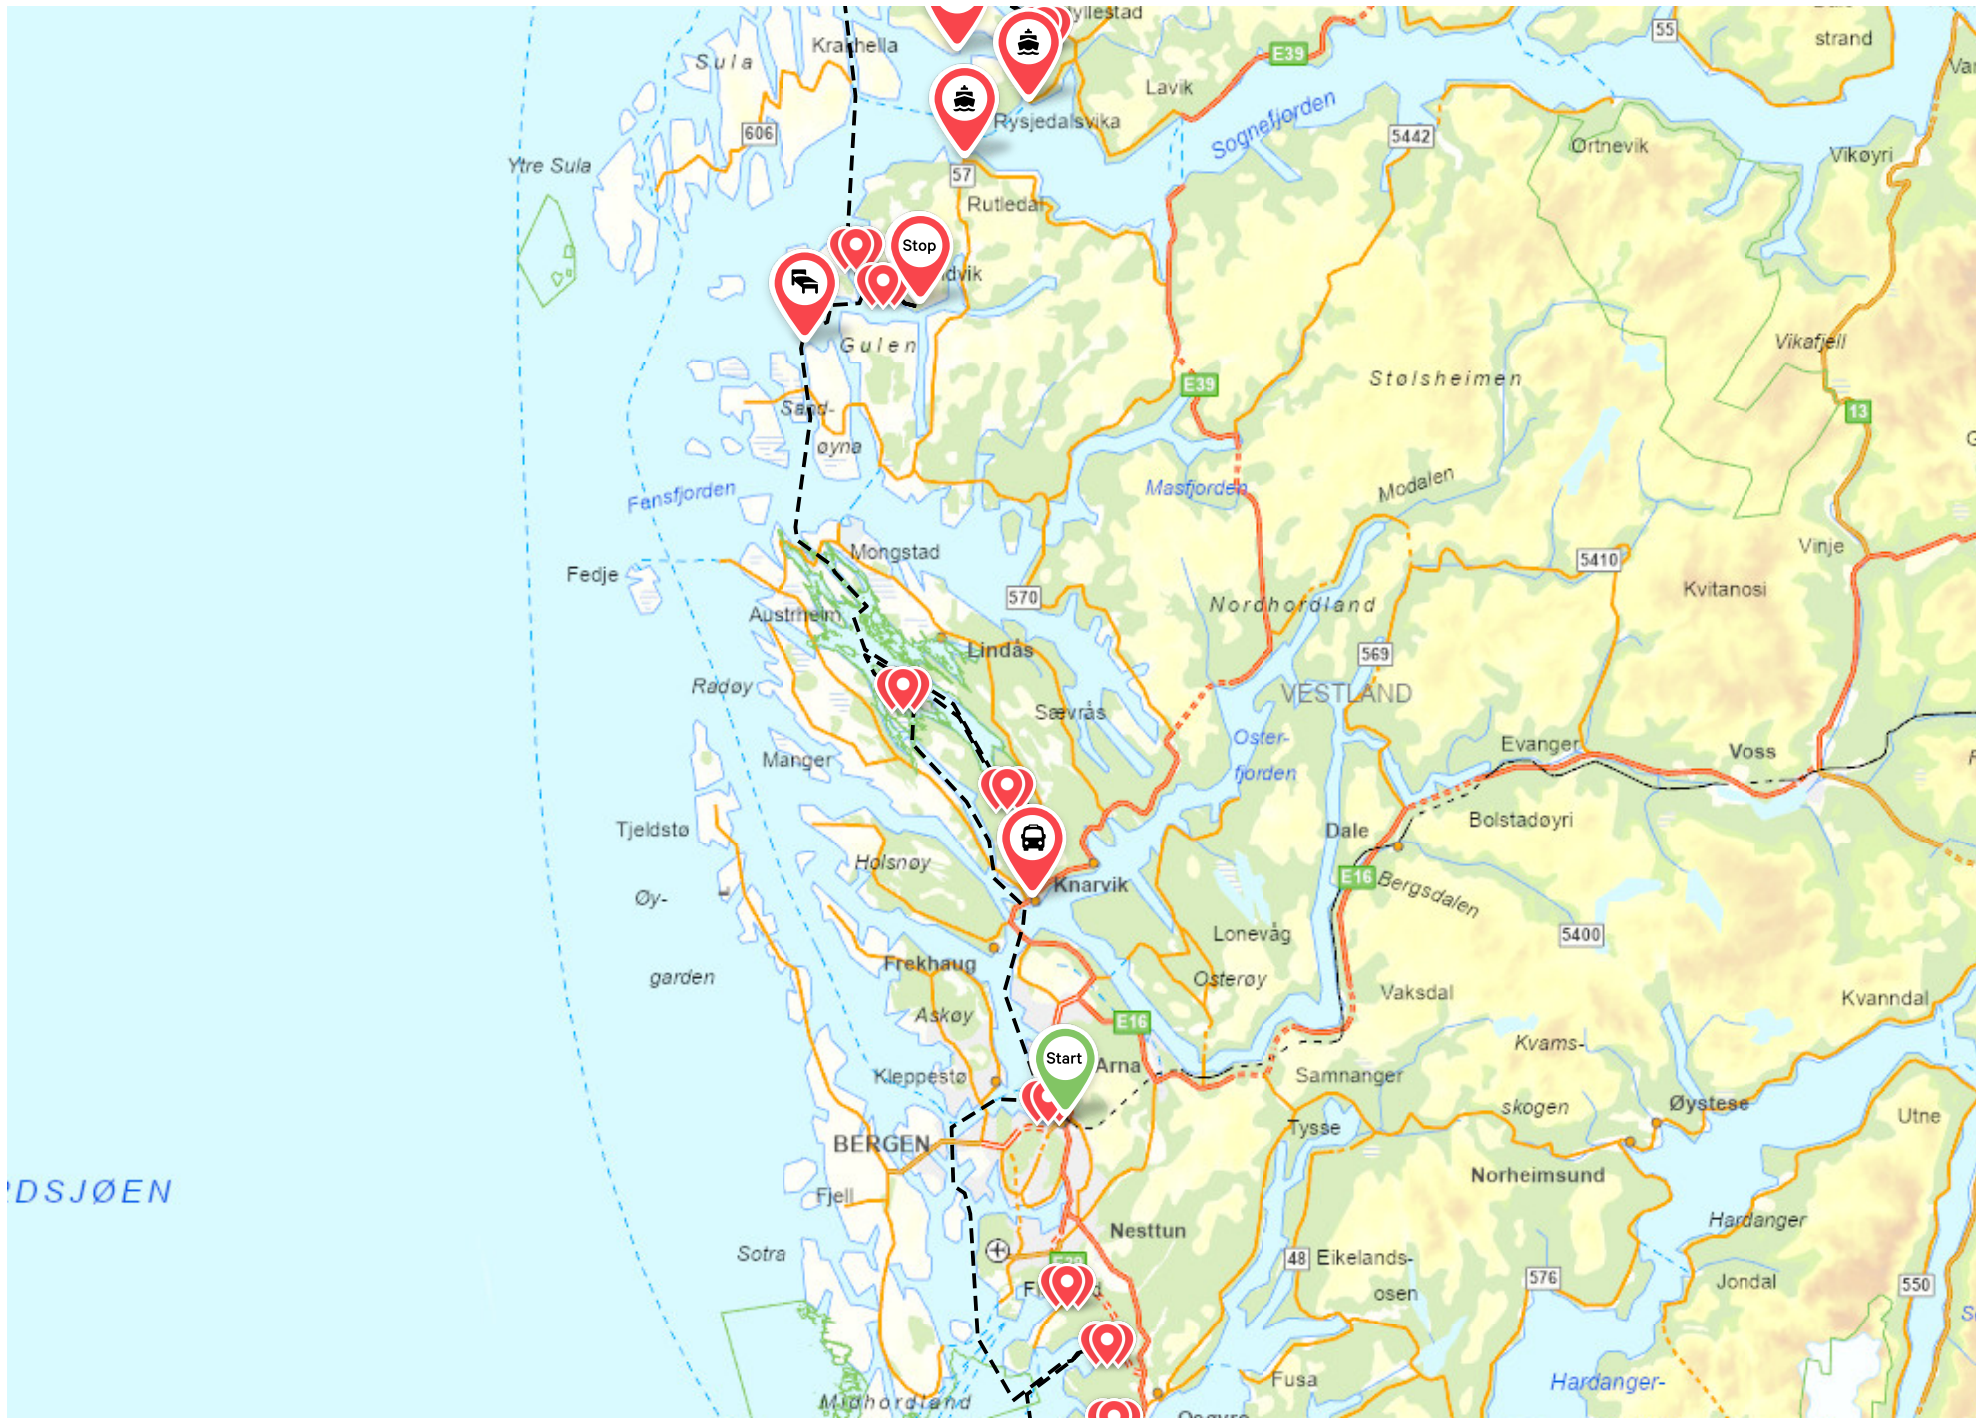 Sula
Krakhella
Lavik
E39
55
strand
606
Rysjedalsvika
Sognefjorden
5442
Ortnevik
Vikøyri
Ytre Sula
57
Rutledal
Stop
Gulen
Vikafjell
E39
Stølsheimen
13
Sand-
øyna
Fensfjorden
Masfjorden
Modalen
Mongstad
Vinje
Fedje
5410
Kvitanosi
570
Austrheim
Nordhordland
Lindås
569
Radøy
VESTLAND
Sævrås
Oster-
fjorden
Evanger
Voss
Manger
Tjeldstø
Dale
Bolstadøyri
Holsnøy
Knarvik
E16
Bergsdalen
Øy-
garden
Lonevåg
5400
Frekhaug
Osterøy
Vaksdal
Kvanndal
Askøy
E16
Kvams-
skogen
Start
Arna
Kleppestø
Samnanger
Øystese
Utne
BERGEN
Tysse
Norheimsund
RDSJØEN
Fjell
Hardanger
Nesttun
Sotra
48
Eikelands-
osen
576
Jondal
550
Fusa
Hardanger-
Midhordland